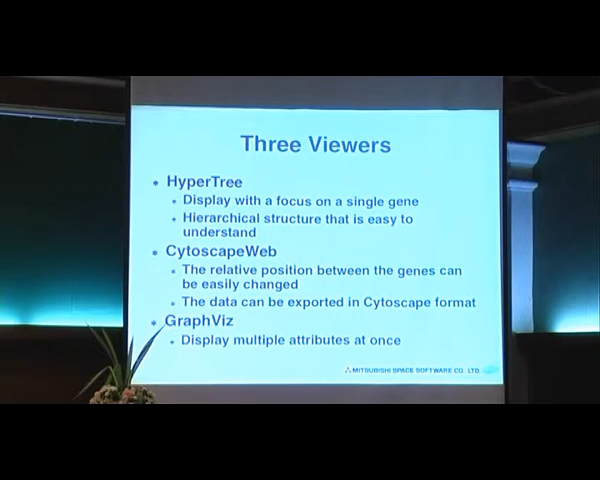 Three Viewers
* HyperTree
* Display with a focus on a single gene
* Hierarchical structure that is easy to
understand
* CytoscapeWeb
* The relative position between the genes can
be easily changed
* The data can be exported in Cytoscape format
* GraphViz
* Display multiple attributes at once
MITSUBISHI SPACE SOFTWARE CO. LTD.